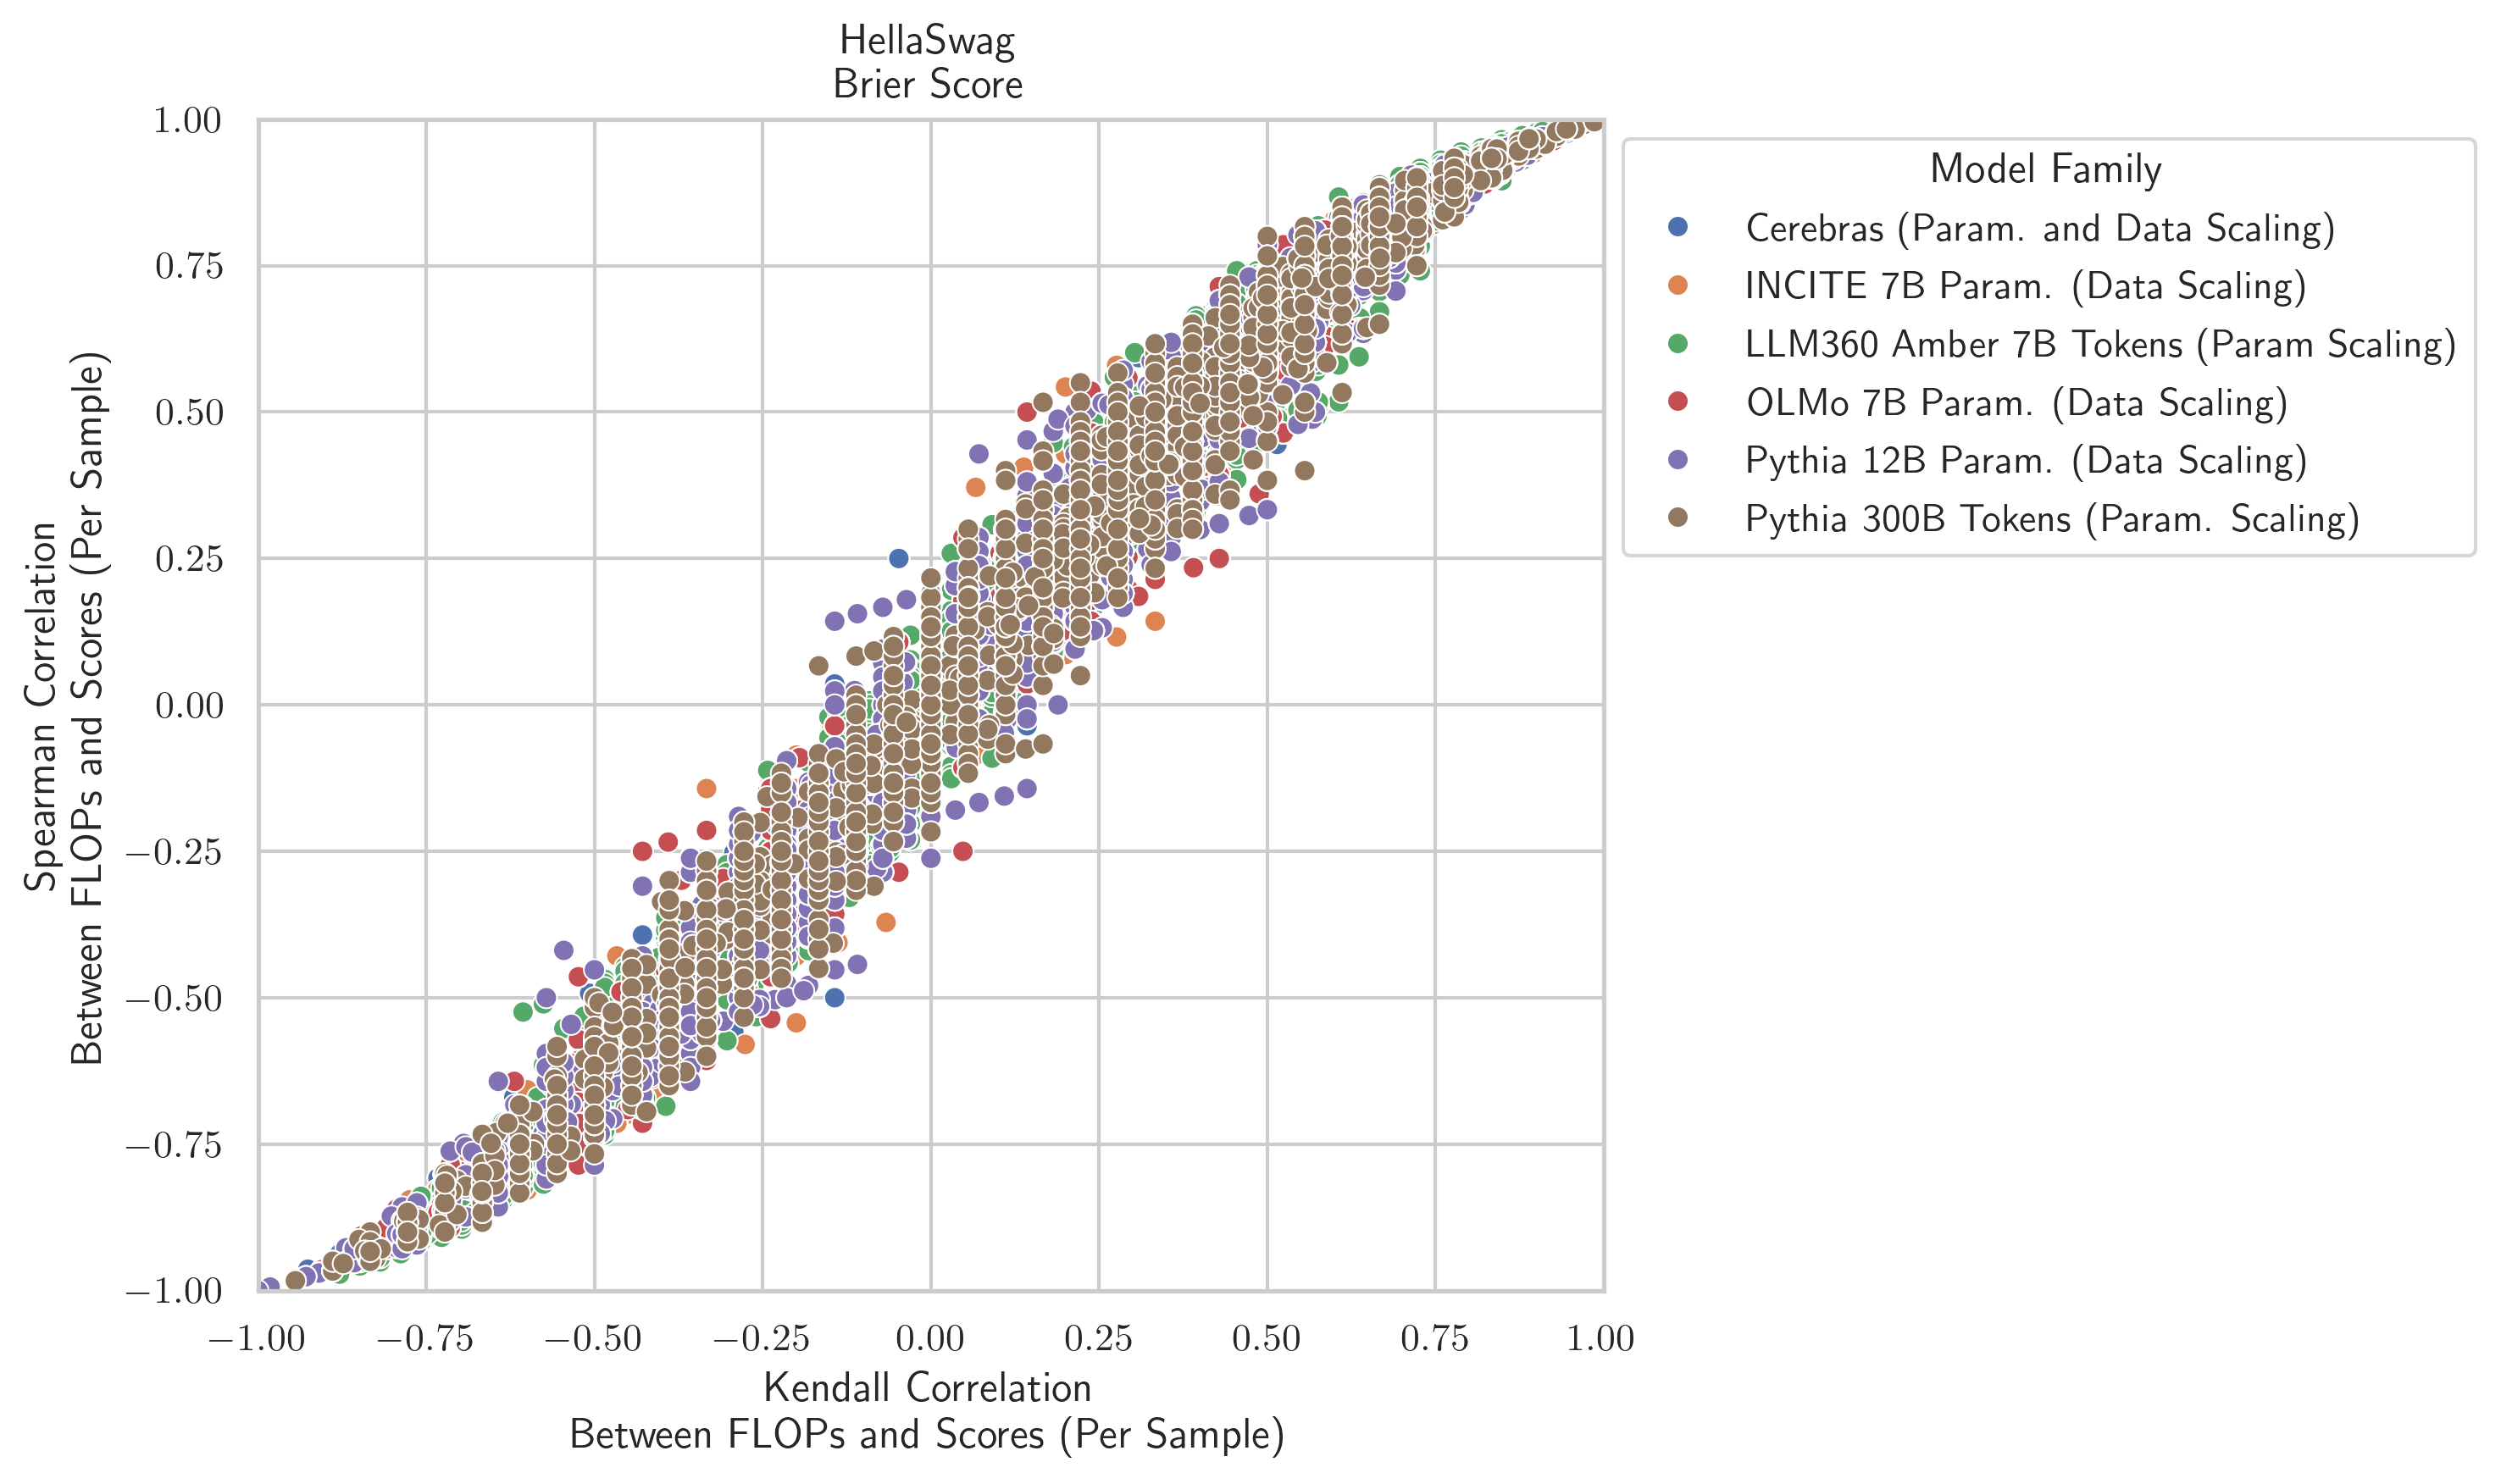 HellaSwag
Brier Score
1.00
0.75
0.50
0.25
0.00
−0.25
−0.50
−0.75
−1.00
Spearman Correlation
Between FLOPs and Scores (Per Sample)
−1.00 −0.75 −0.50 −0.25 0.00 0.25 0.50 0.75 1.00
Kendall Correlation
Between FLOPs and Scores (Per Sample)
Model Family
Cerebras (Param. and Data Scaling)
INCITE 7B Param. (Data Scaling)
LLM360 Amber 7B Tokens (Param Scaling)
OLMo 7B Param. (Data Scaling)
Pythia 12B Param. (Data Scaling)
Pythia 300B Tokens (Param. Scaling)